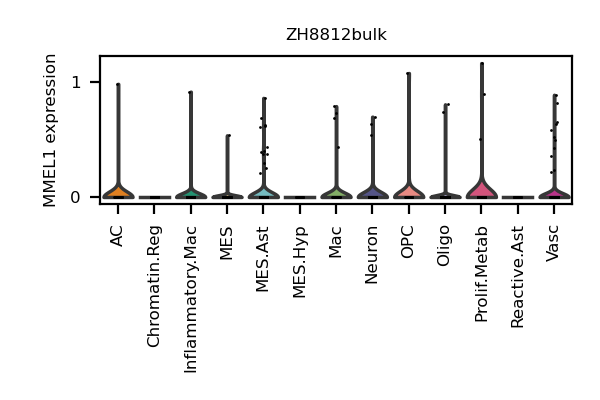 ZH8812bulk
MMEL1 expression
1
0
AC
Chromatin.Reg
Inflammatory.Mac
MES
MES.Ast
MES.Hyp
Mac
Neuron
OPC
Oligo
Prolif.Metab
Reactive.Ast
Vasc